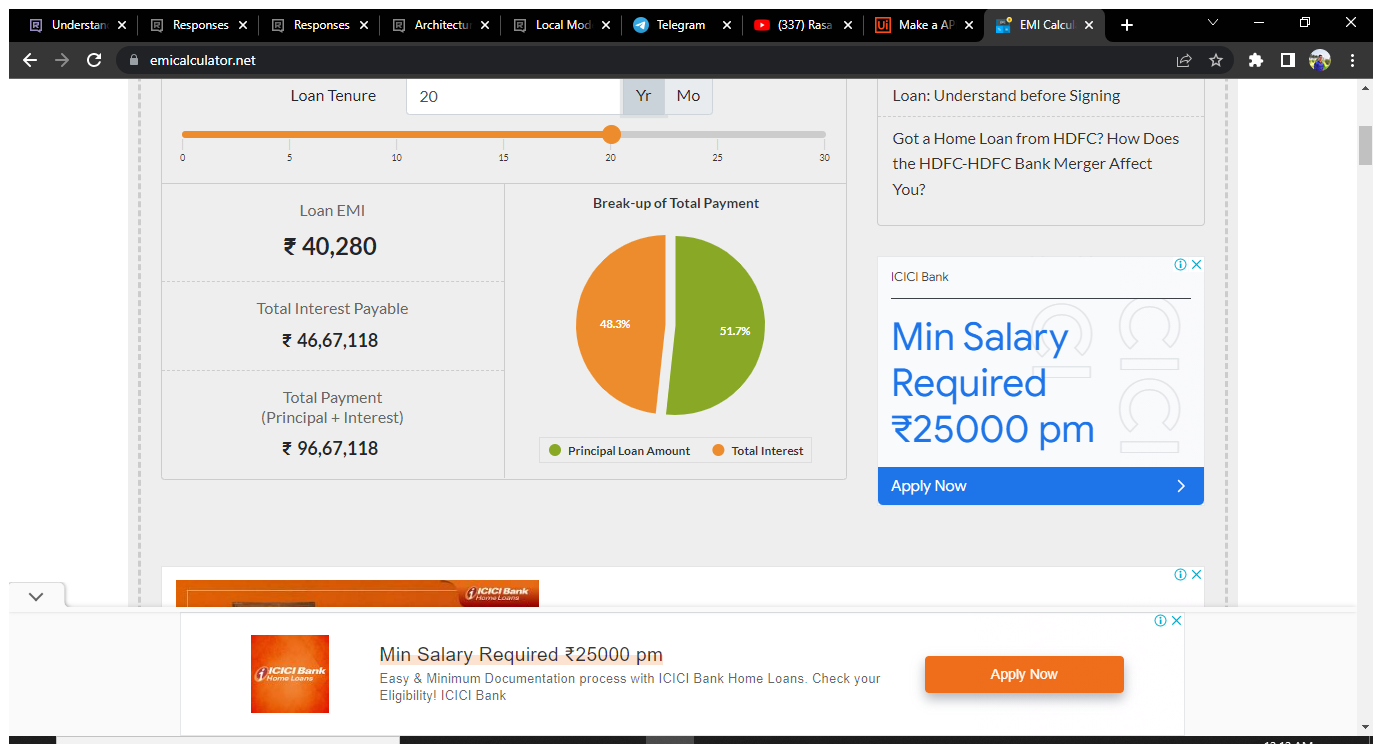 Understan
Responses
Responses
Architectu
Local Mod
Telegram
(337) Rasa
Ui
Make a AP
EMI Calcul
emicalculator.net
Loan Tenure
20
Yr
Mo
0 5 10 15 20 25 30
Loan EMI
₹ 40,280
Total Interest Payable
₹ 46,67,118
Total Payment
(Principal + Interest)
₹ 96,67,118
Break-up of Total Payment
48.3%
51.7%
Principal Loan Amount
Total Interest
Loan: Understand before Signing
Got a Home Loan from HDFC? How Does
the HDFC-HDFC Bank Merger Affect
You?
ICICI Bank
Min Salary
Required
₹25000 pm
Apply Now
ICICI Bank
Home Loans
ICICI Bank
Home Loans
Min Salary Required ₹25000 pm
Easy & Minimum Documentation process with ICICI Bank Home Loans. Check your
Eligibility! ICICI Bank
Apply Now